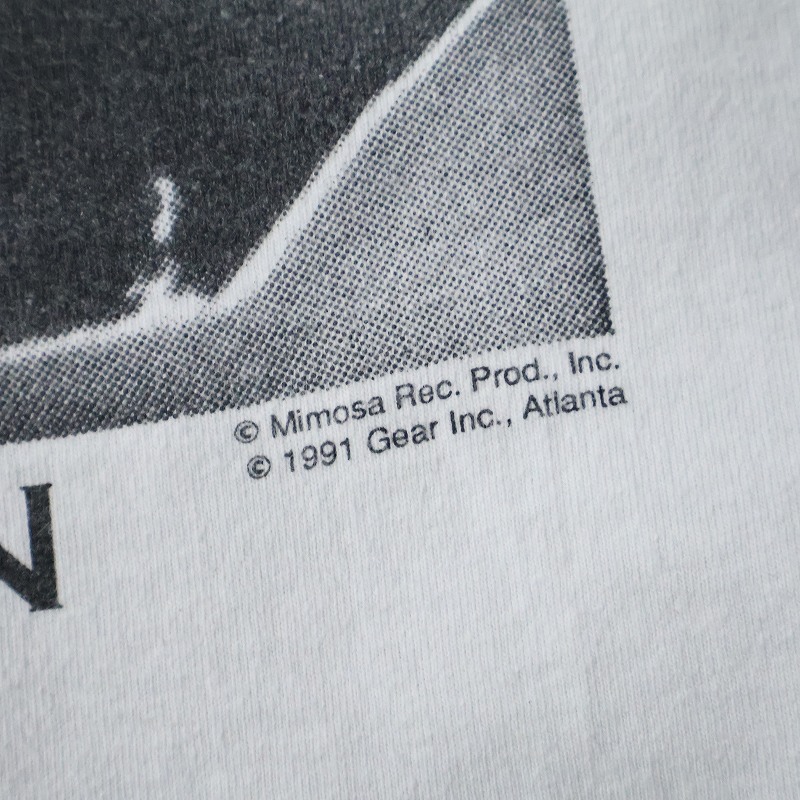 © Mimosa Rec. Prod., Inc.
© 1991 Gear Inc., Atlanta
N